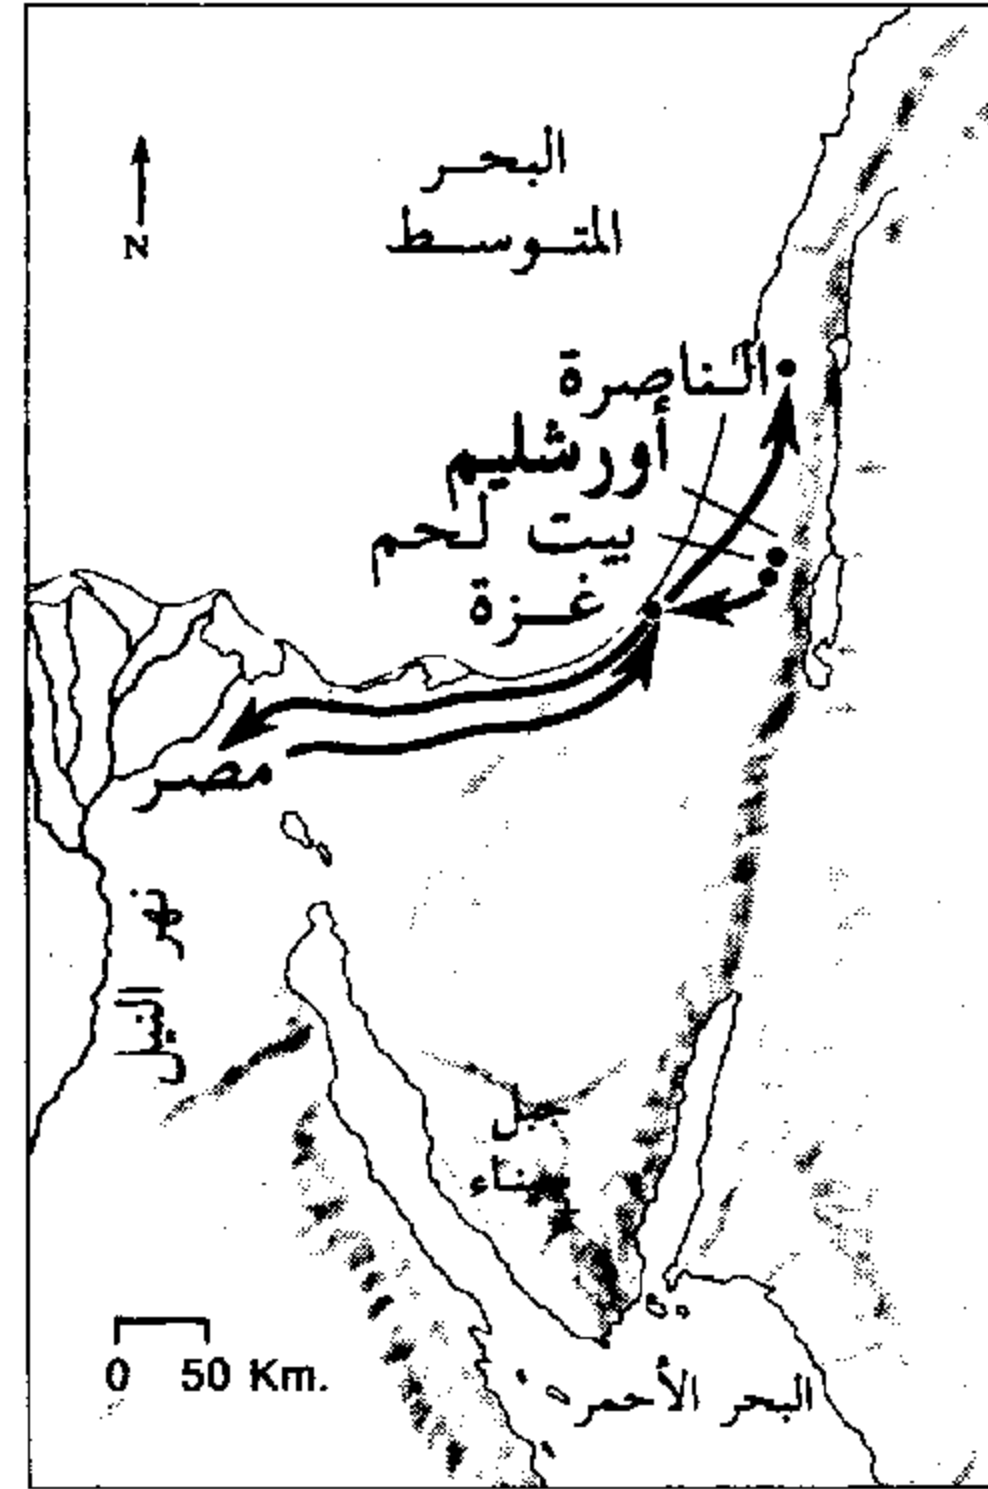 البحر
المتوسط
N
الناصرة
أورشليم
بيت لحم
غزة
مصر
نهر النيل
جبل
سيناء
0 50 Km.
البحر الأحمر